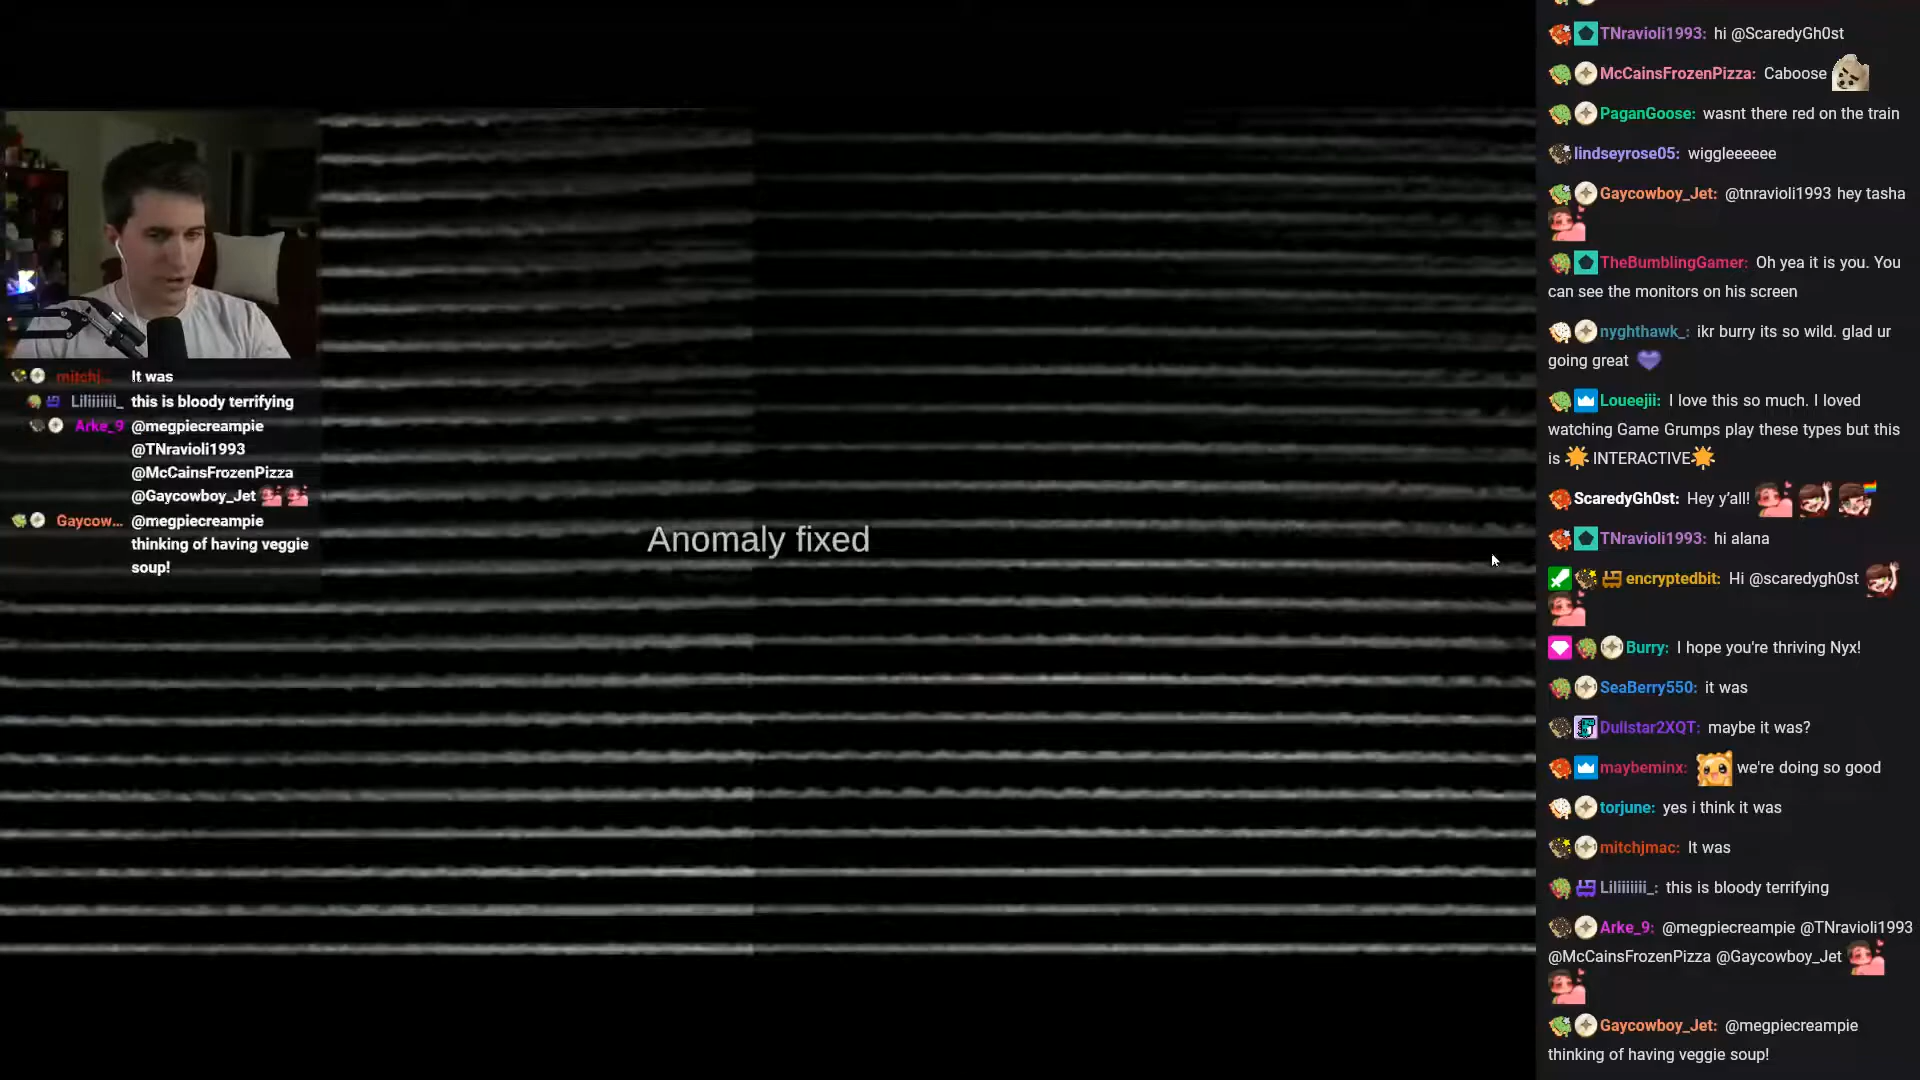 mitchj... It was
Liliiiiiii_ this is bloody terrifying
Arke_9 @megpiecreampie
@TNravioli1993
@McCainsFrozenPizza
@Gaycowboy_Jet
Gaycow... @megpiecreampie
thinking of having veggie
soup!
Anomaly fixed
TNravioli1993: hi @ScaredyGh0st
McCainsFrozenPizza: Caboose
PaganGoose: wasnt there red on the train
lindseyrose05: wiggleeeeee
Gaycowboy_Jet: @tnravioli1993 hey tasha
TheBumblingGamer: Oh yea it is you. You
can see the monitors on his screen
nyghthawk_: ikr burry its so wild. glad ur
going great
Loueejii: I love this so much. I loved
watching Game Grumps play these types but this
is INTERACTIVE
ScaredyGh0st: Hey y'all!
TNravioli1993: hi alana
encryptedbit: Hi @scaredygh0st
Burry: I hope you're thriving Nyx!
SeaBerry550: it was
Dullstar2XQT: maybe it was?
maybeminx: we're doing so good
torjune: yes i think it was
mitchjmac: It was
Liliiiiiii_: this is bloody terrifying
Arke_9: @megpiecreampie @TNravioli1993
@McCainsFrozenPizza @Gaycowboy_Jet
Gaycowboy_Jet: @megpiecreampie
thinking of having veggie soup!